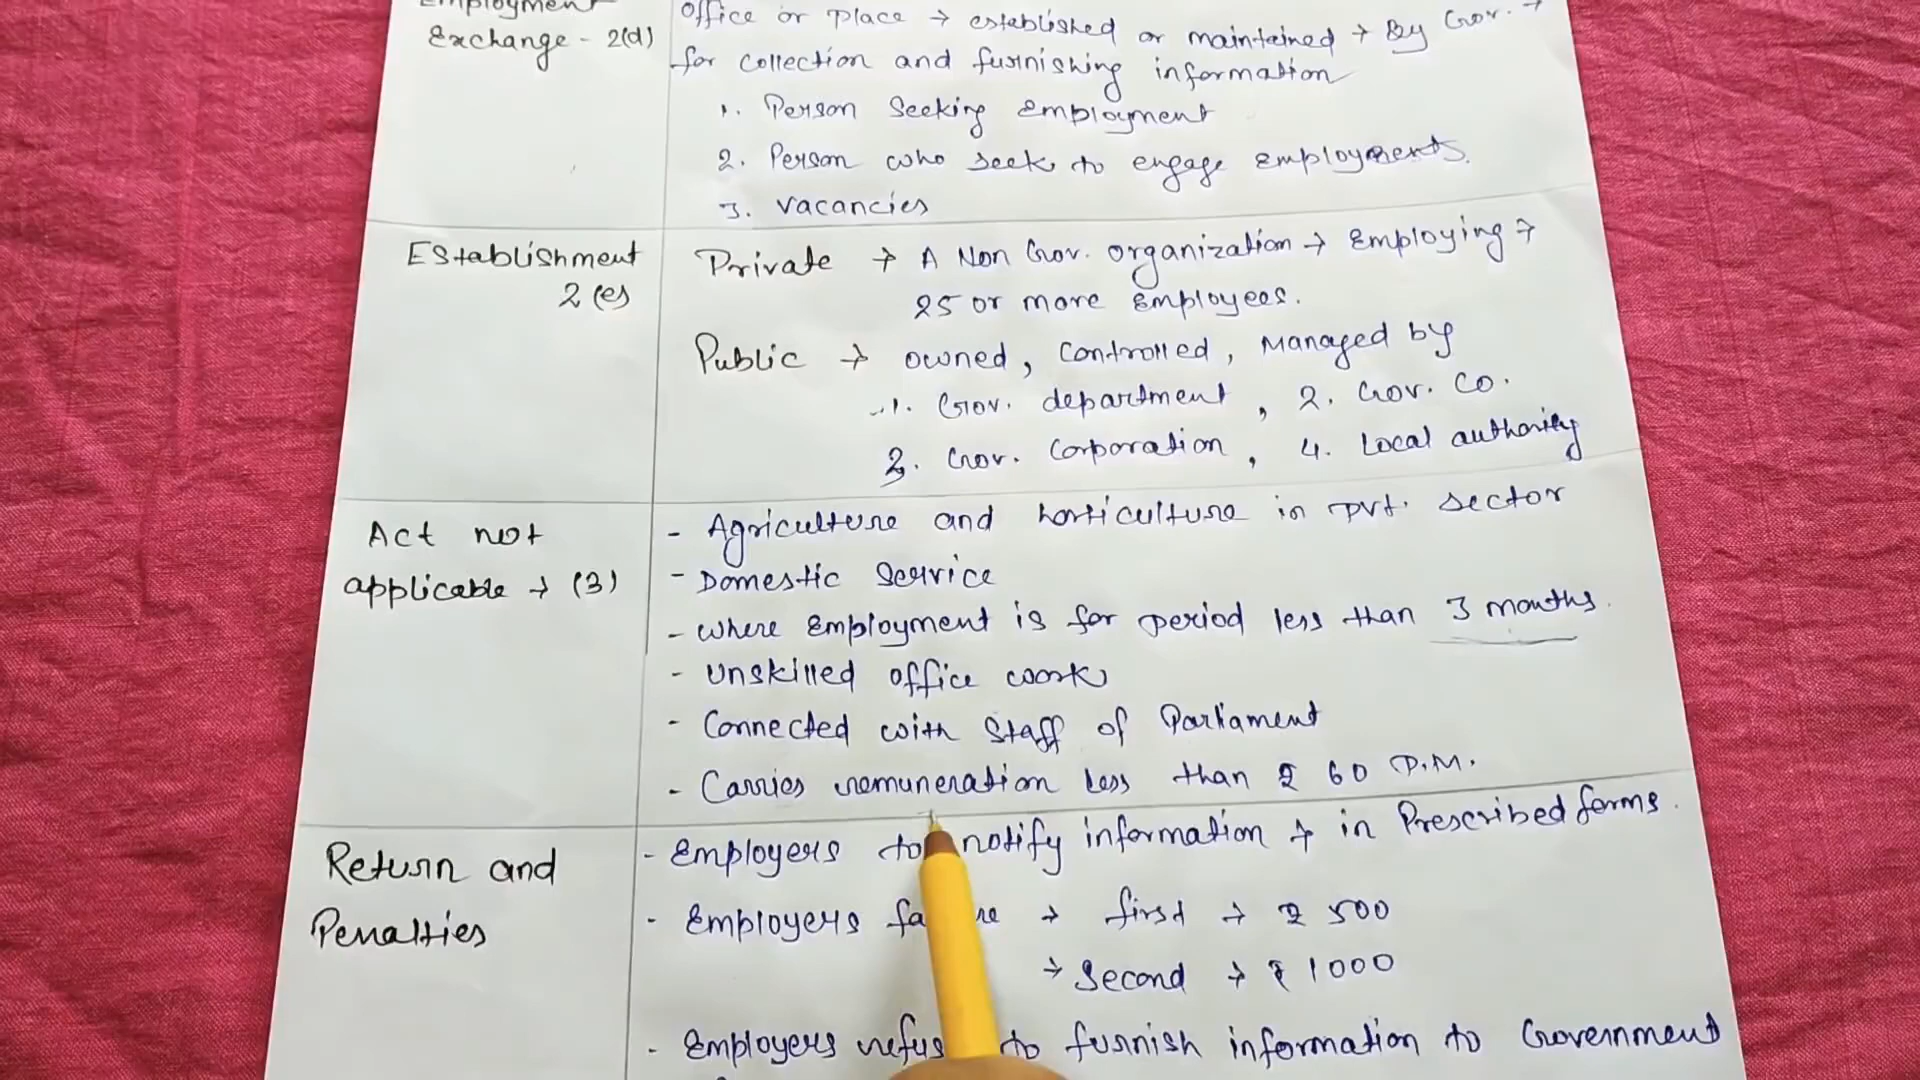 Employment
Exchange - 2(d)
Office or place → established or maintained → By Gov. →
for collection and furnishing information
1. Person Seeking Employment
2. Person who seek to engage employments.
3. vacancies
Establishment
2(e)
Private → A Non Gov. organization → Employing →
25 or more Employees.
Public → owned, Controlled, Managed by
1. Gov. department, 2. Gov. Co.
3. Gov. Corporation, 4. Local authority
Act not
applicable → (3)
- Agriculture and horticulture in pvt. sector
- Domestic Service
- where Employment is for period less than 3 months.
- Unskilled office work
- Connected with Staff of Parliament
- Carries remuneration less than ₹ 60 P.M.
Return and
Penalties
- Employers to notify information → in Prescribed forms.
- Employers → first → ₹ 500
→ Second → ₹ 1000
- Employers to furnish information to Government